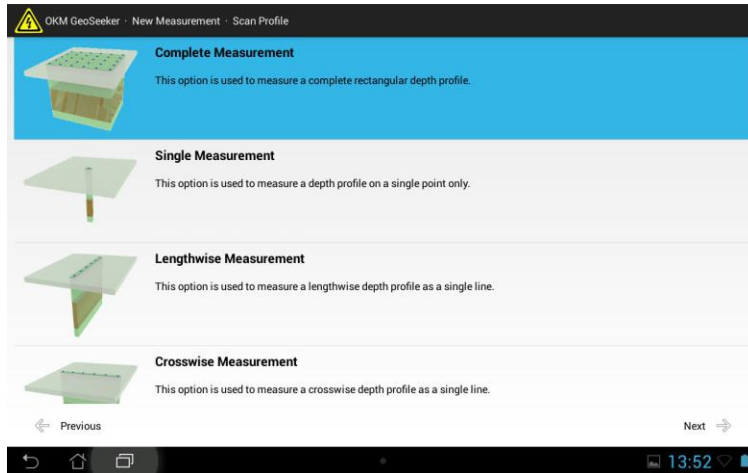 OKM GeoSeeker · New Measurement · Scan Profile
Complete Measurement
This option is used to measure a complete rectangular depth profile.
Single Measurement
This option is used to measure a depth profile on a single point only.
Lengthwise Measurement
This option is used to measure a lengthwise depth profile as a single line.
Crosswise Measurement
This option is used to measure a crosswise depth profile as a single line.
Previous
Next
13:52